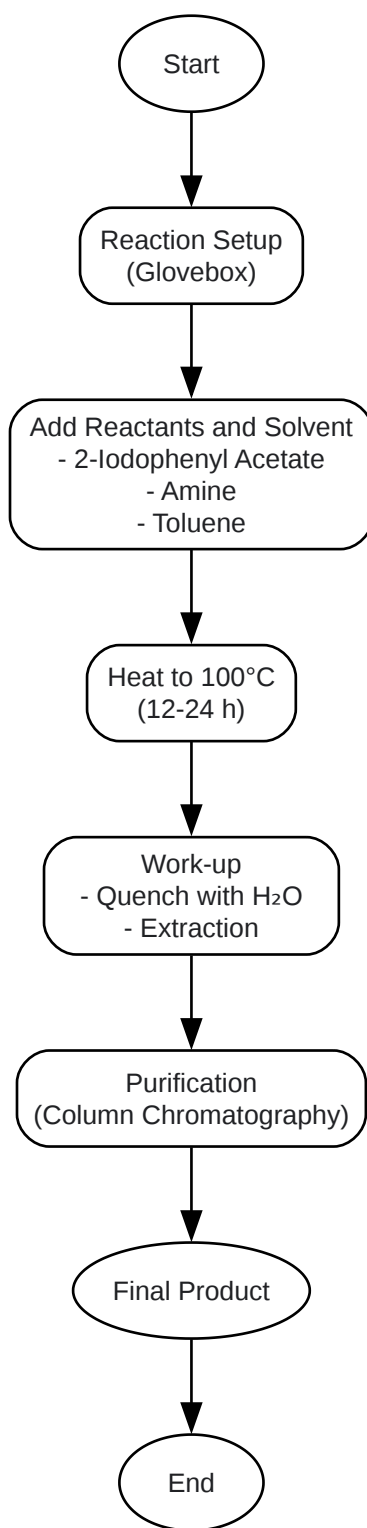 Start
Reaction Setup
(Glovebox)
Add Reactants and Solvent
- 2-Iodophenyl Acetate
- Amine
- Toluene
Heat to 100°C
(12-24 h)
Work-up
- Quench with H₂O
- Extraction
Purification
(Column Chromatography)
Final Product
End